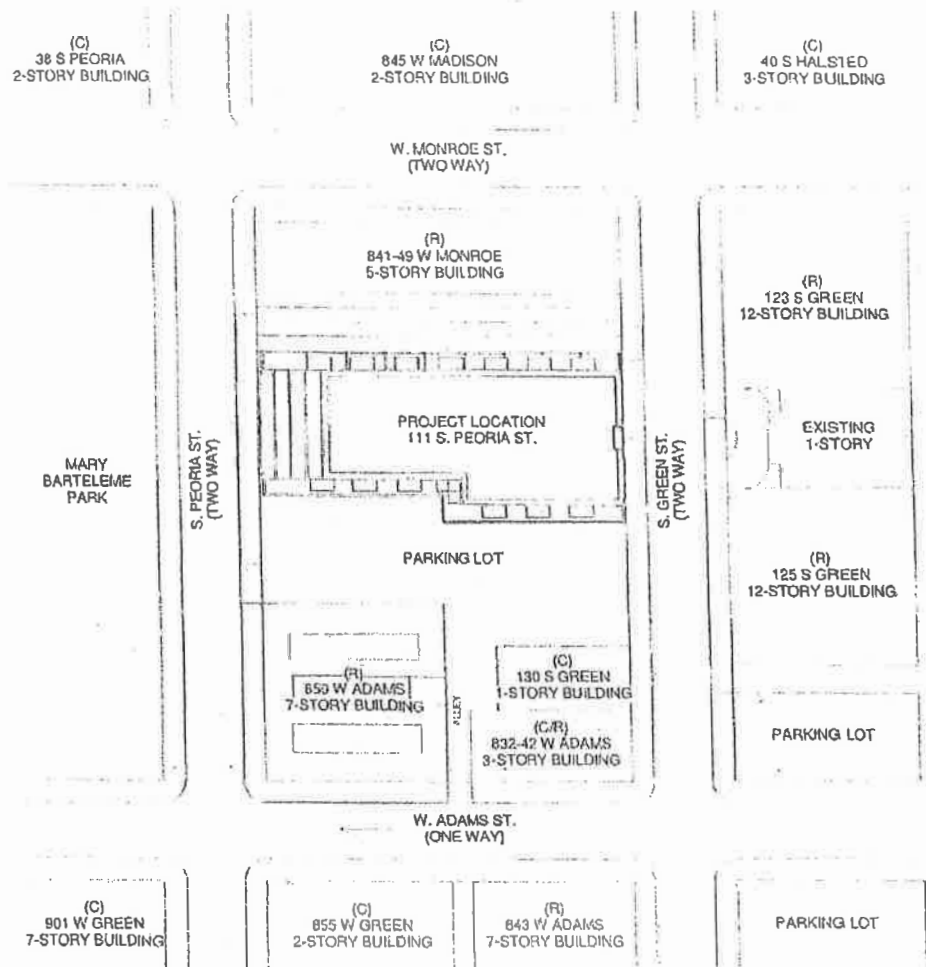 (C)
38 S PEORIA
2-STORY BUILDING
(C)
845 W MADISON
2-STORY BUILDING
(C)
40 S HALSTED
3-STORY BUILDING
W. MONROE ST.
(TWO WAY)
(R)
841-49 W MONROE
5-STORY BUILDING
(R)
123 S GREEN
12-STORY BUILDING
PROJECT LOCATION
111 S. PEORIA ST.
EXISTING
1-STORY
MARY
BARTELEME
PARK
S. PEORIA ST.
(TWO WAY)
S. GREEN ST.
(TWO WAY)
PARKING LOT
(R)
125 S GREEN
12-STORY BUILDING
(R)
850 W ADAMS
7-STORY BUILDING
ALLEY
(C)
130 S GREEN
1-STORY BUILDING
(C/R)
832-42 W ADAMS
3-STORY BUILDING
PARKING LOT
W. ADAMS ST.
(ONE WAY)
(C)
901 W GREEN
7-STORY BUILDING
(C)
855 W GREEN
2-STORY BUILDING
(R)
843 W ADAMS
7-STORY BUILDING
PARKING LOT